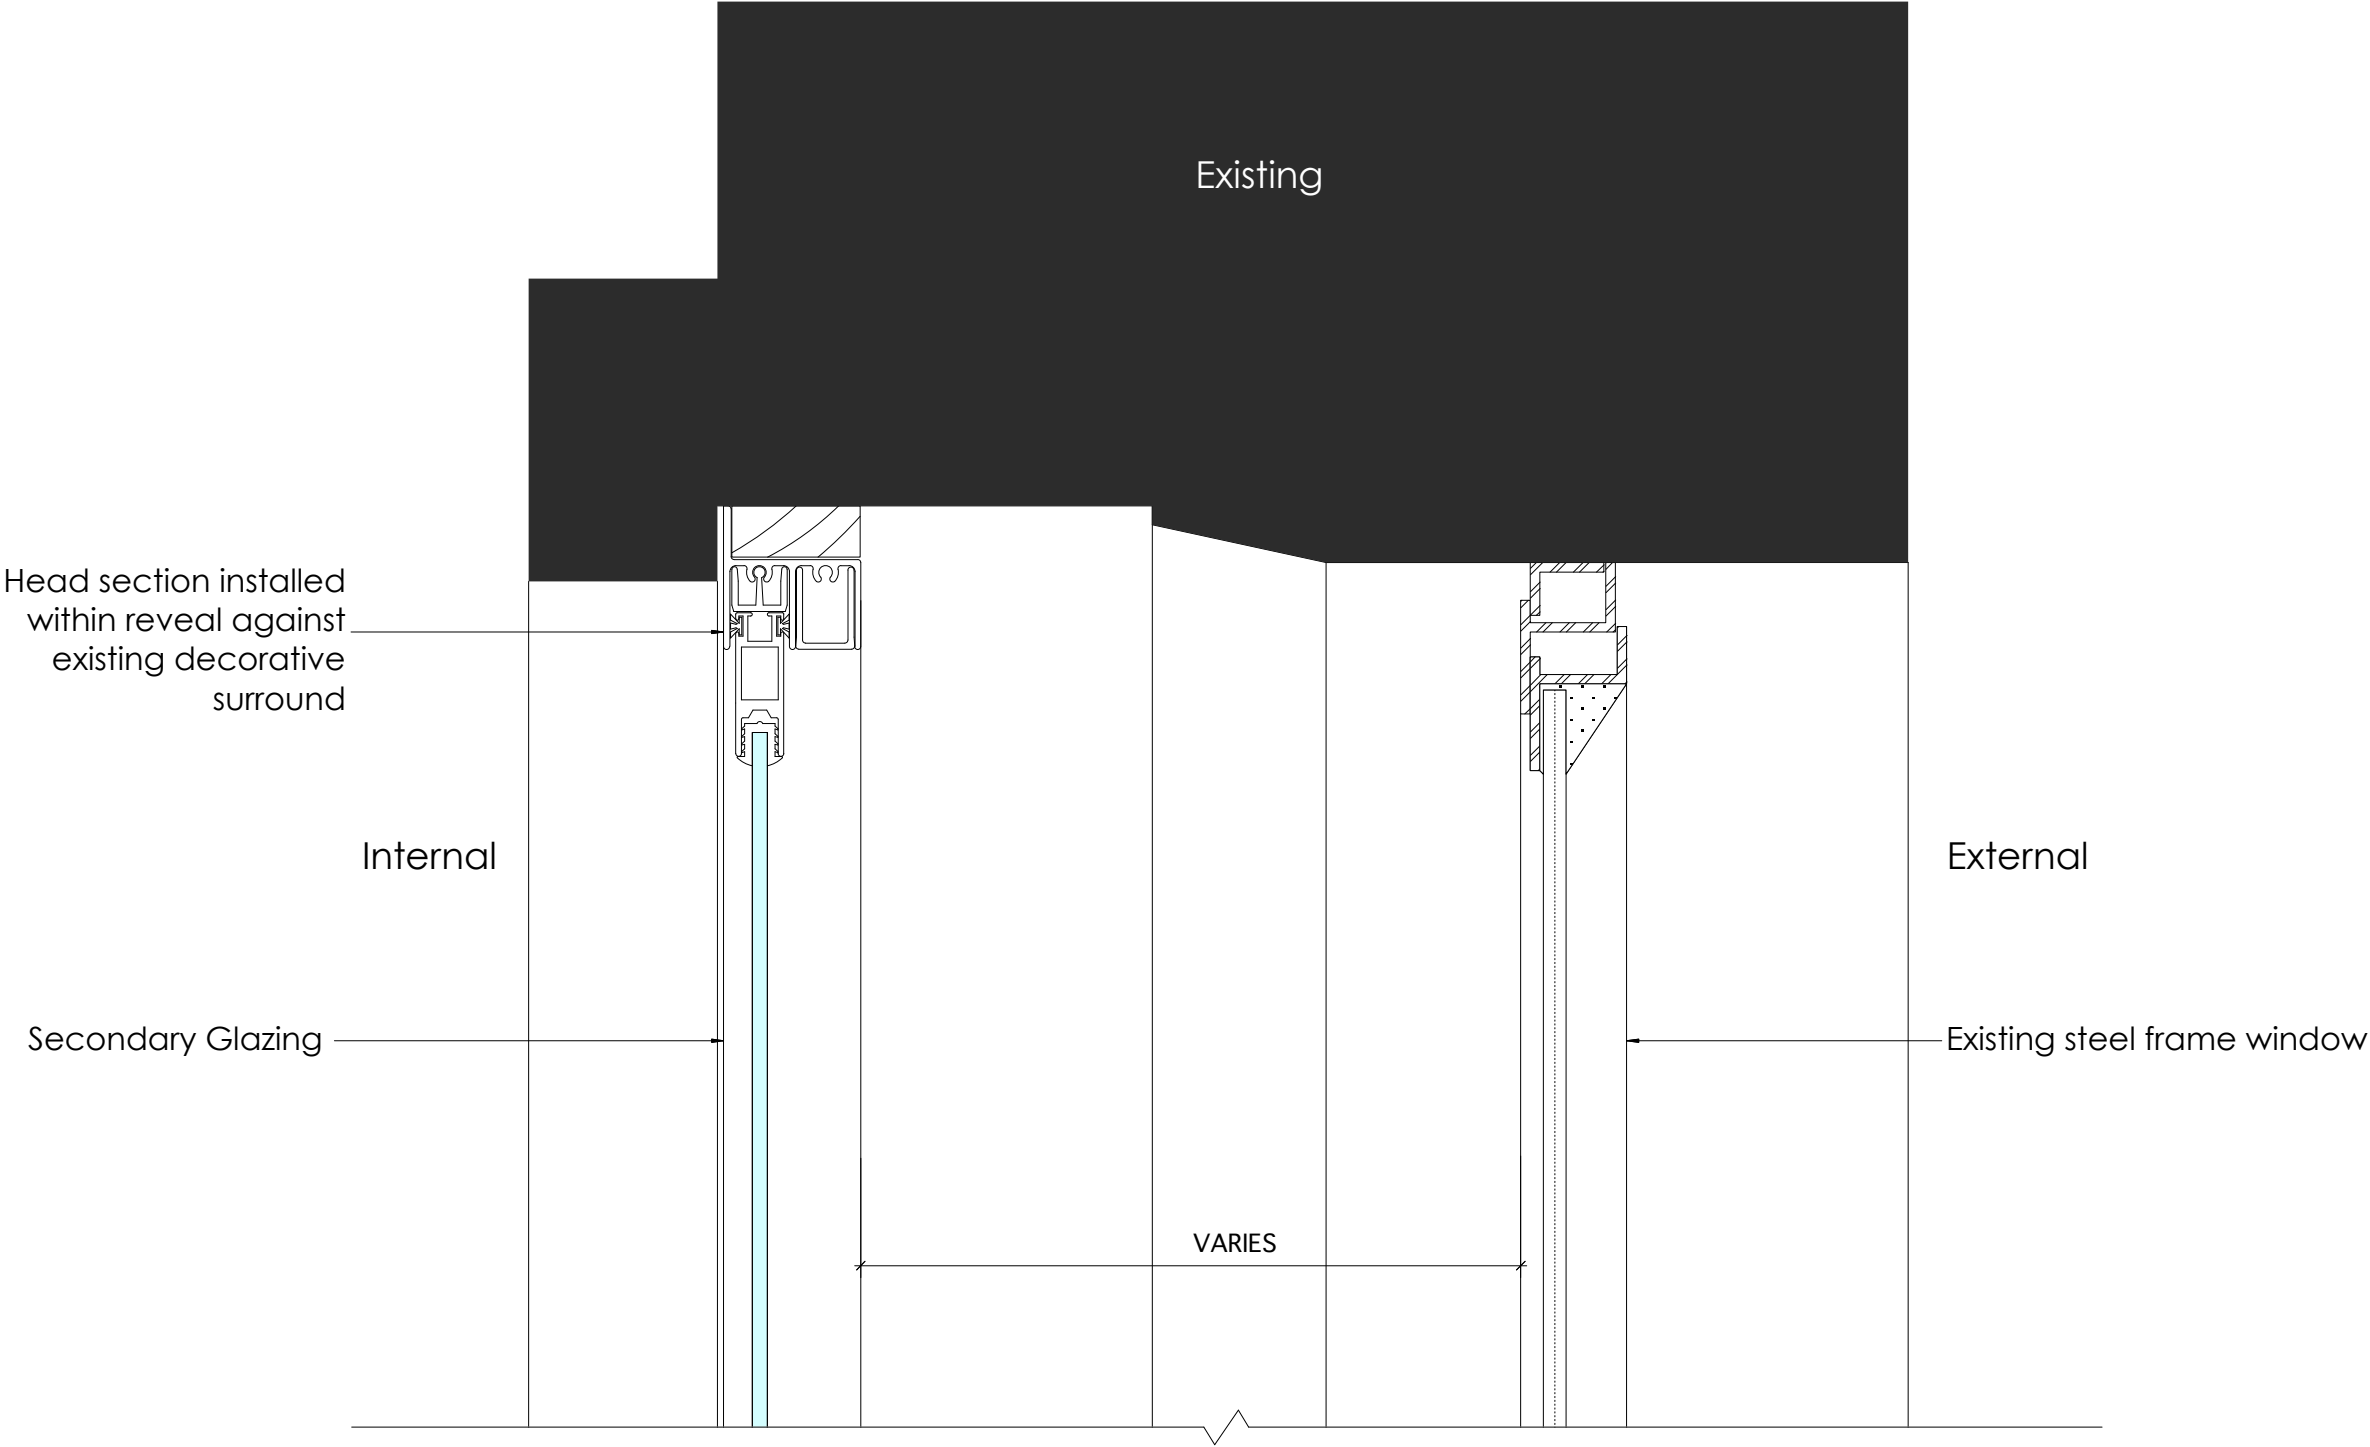 Existing
Head section installed
within reveal against
existing decorative
surround
Internal
External
Secondary Glazing
Existing steel frame window
VARIES